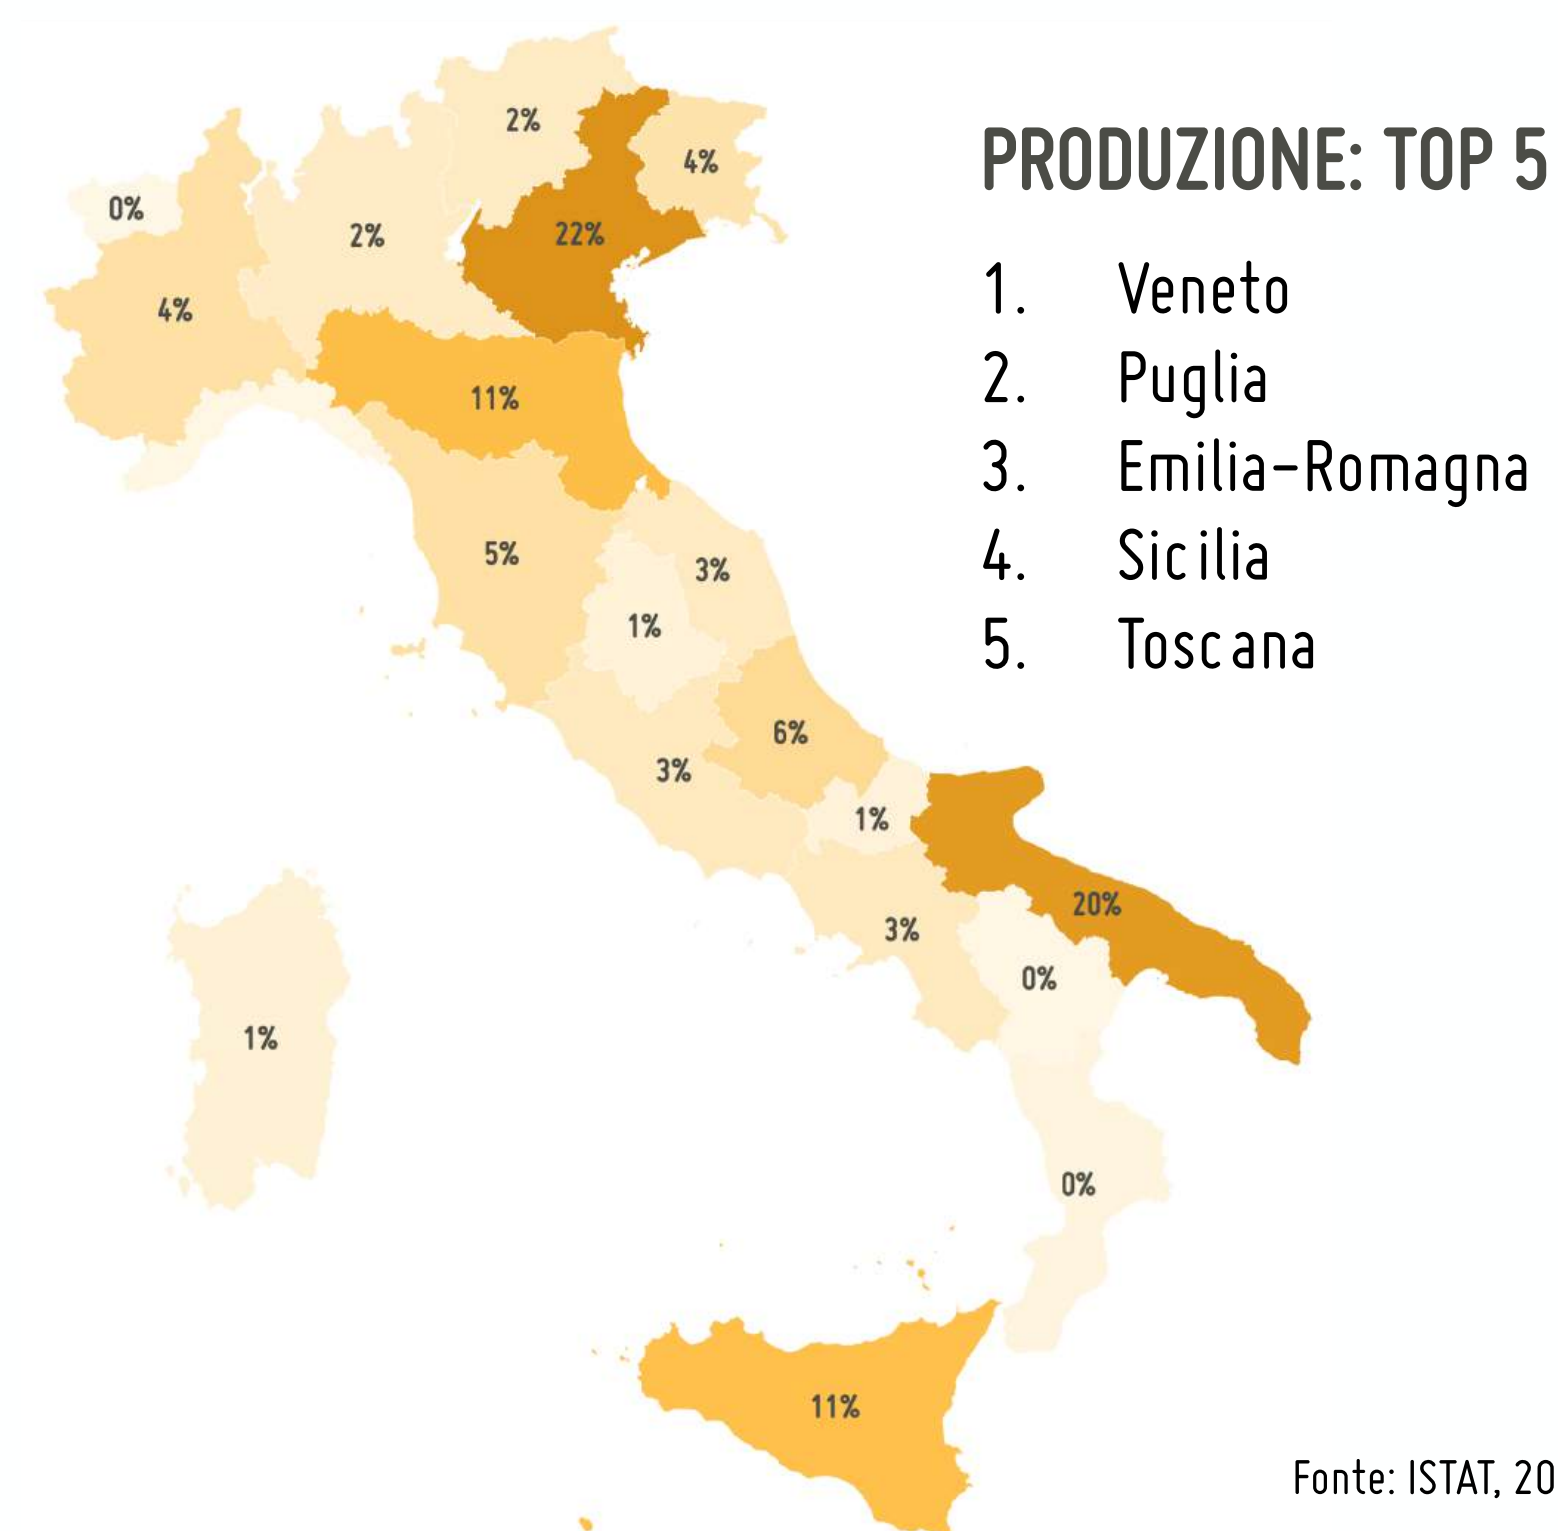 PRODUZIONE: TOP 5
1. Veneto
2. Puglia
3. Emilia-Romagna
4. Sicilia
5. Toscana
2%
4%
0%
2%
22%
4%
11%
5%
3%
1%
6%
3%
1%
20%
3%
0%
1%
0%
11%
Fonte: ISTAT, 20